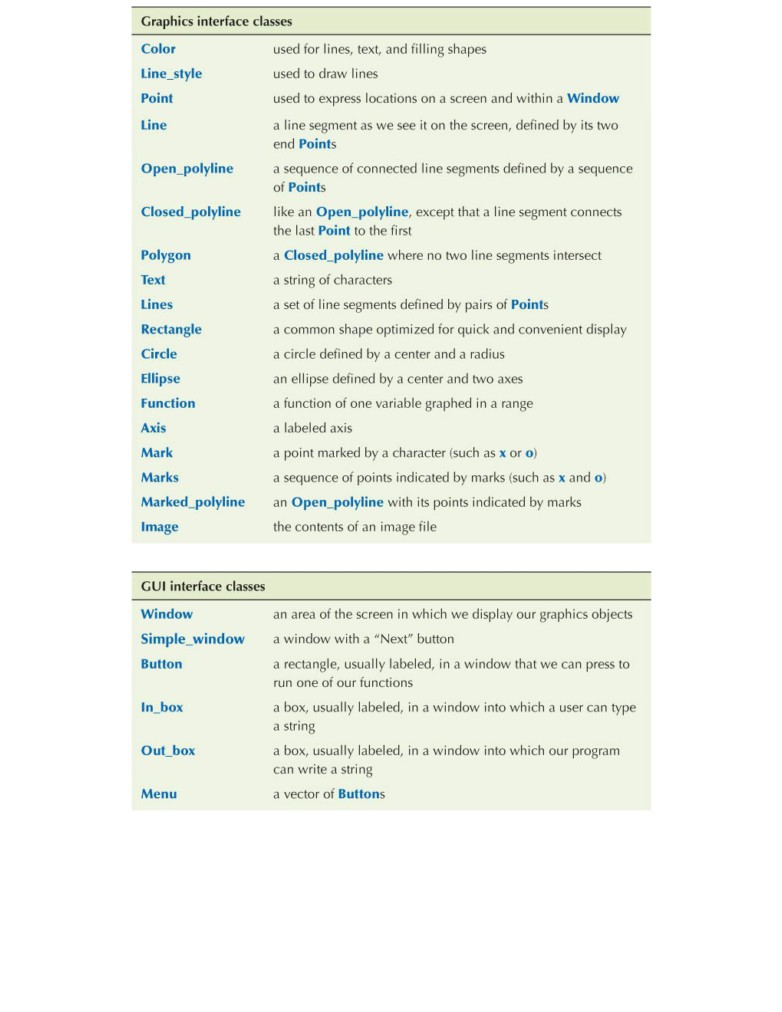 Graphics interface classes
Color used for lines, text, and filling shapes
Line_style used to draw lines
Point used to express locations on a screen and within a Window
Line a line segment as we see it on the screen, defined by its two
end Points
Open_polyline a sequence of connected line segments defined by a sequence
of Points
Closed_polyline like an Open_polyline, except that a line segment connects
the last Point to the first
Polygon a Closed_polyline where no two line segments intersect
Text a string of characters
Lines a set of line segments defined by pairs of Points
Rectangle a common shape optimized for quick and convenient display
Circle a circle defined by a center and a radius
Ellipse an ellipse defined by a center and two axes
Function a function of one variable graphed in a range
Axis a labeled axis
Mark a point marked by a character (such as x or o)
Marks a sequence of points indicated by marks (such as x and o)
Marked_polyline an Open_polyline with its points indicated by marks
Image the contents of an image file
GUI interface classes
Window an area of the screen in which we display our graphics objects
Simple_window a window with a “Next” button
Button a rectangle, usually labeled, in a window that we can press to
run one of our functions
In_box a box, usually labeled, in a window into which a user can type
a string
Out_box a box, usually labeled, in a window into which our program
can write a string
Menu a vector of Buttons